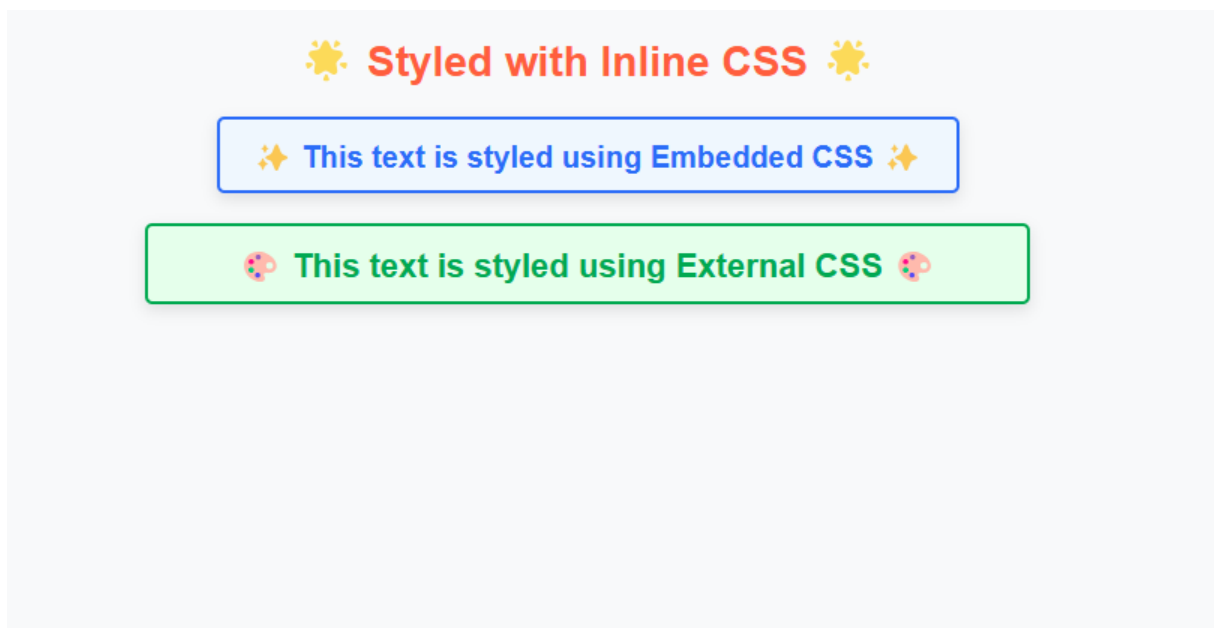 🌟 Styled with Inline CSS 🌟
✨ This text is styled using Embedded CSS ✨
🎨 This text is styled using External CSS 🎨